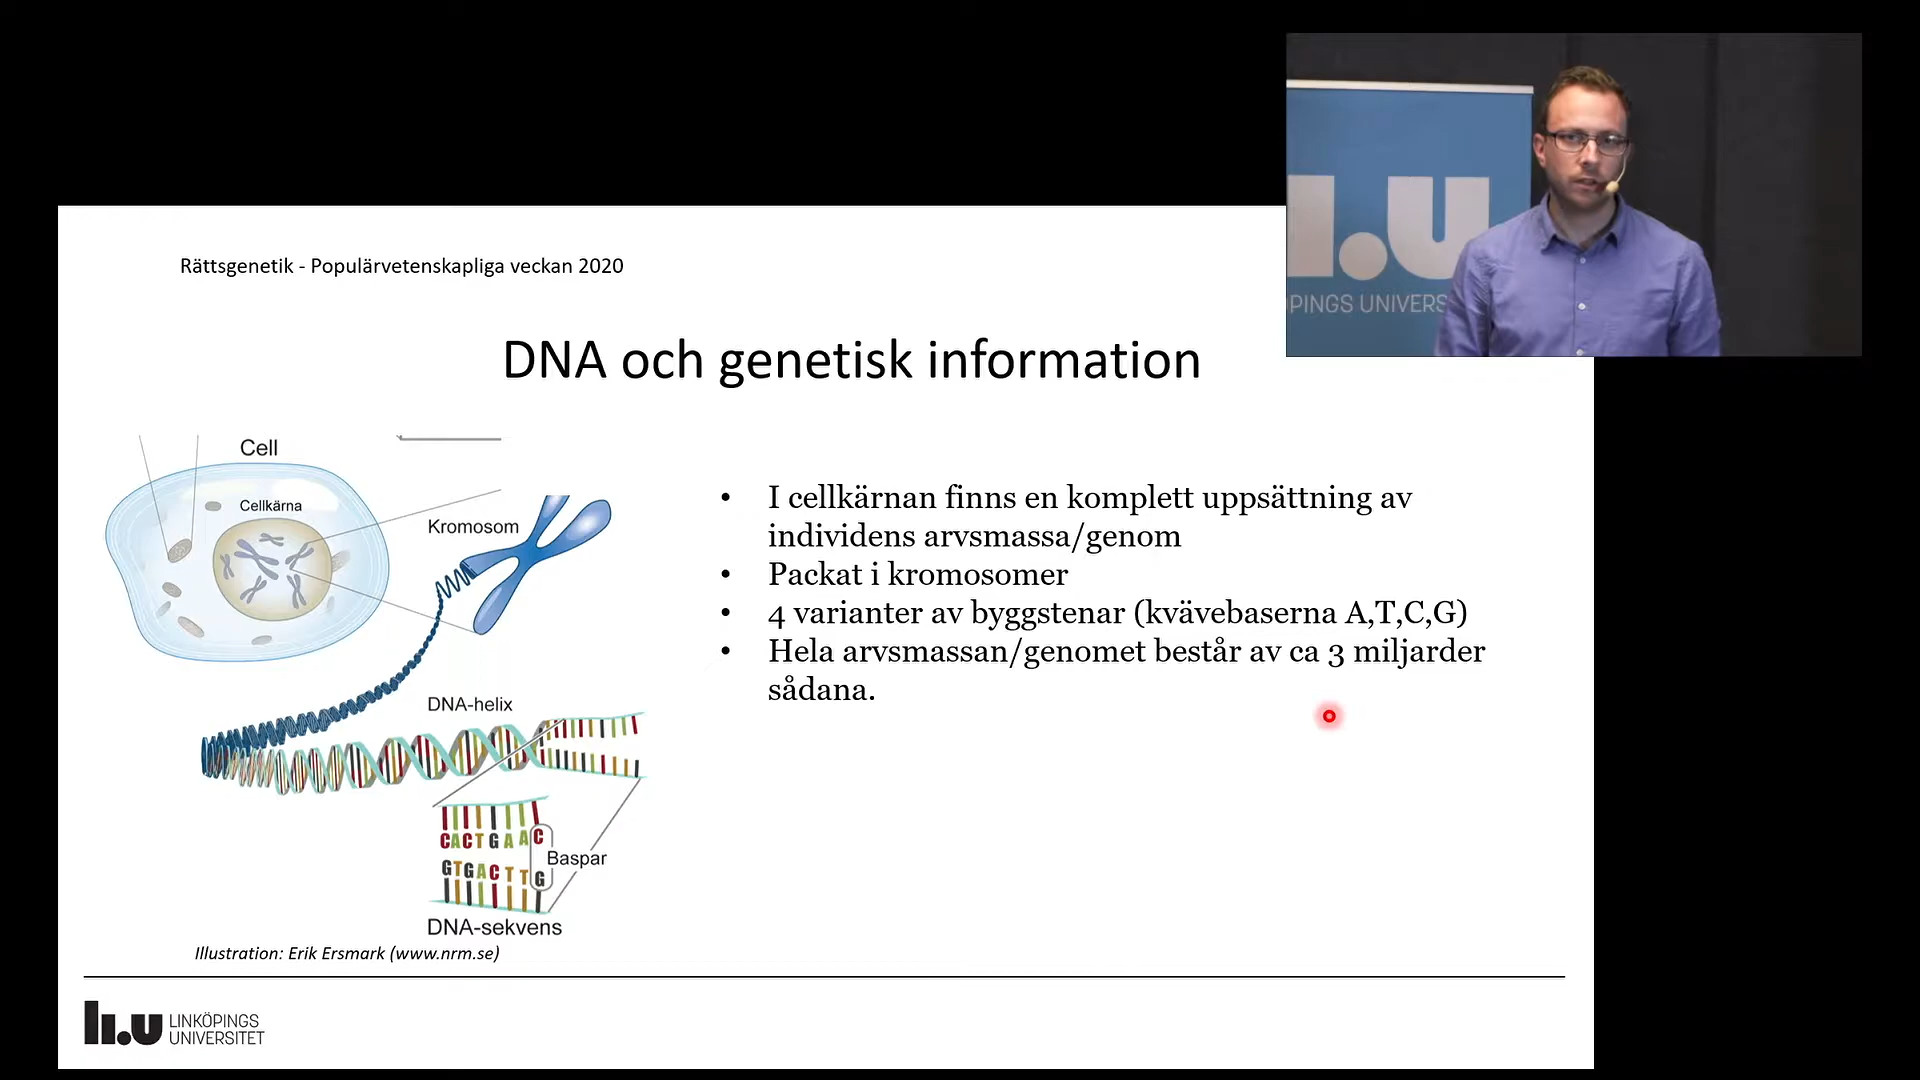 Rättsgenetik - Populärvetenskapliga veckan 2020
DNA och genetisk information
Cell
Cellkärna
Kromosom
DNA-helix
CACTGAAC
Baspar
GTGACTTG
DNA-sekvens
Illustration: Erik Ersmark (www.nrm.se)
• I cellkärnan finns en komplett uppsättning av
individens arvsmassa/genom
• Packat i kromosomer
• 4 varianter av byggstenar (kvävebaserna A,T,C,G)
• Hela arvsmassan/genomet består av ca 3 miljarder
sådana.
li.u LINKÖPINGS
UNIVERSITET
I.U
PINGS UNIVERS